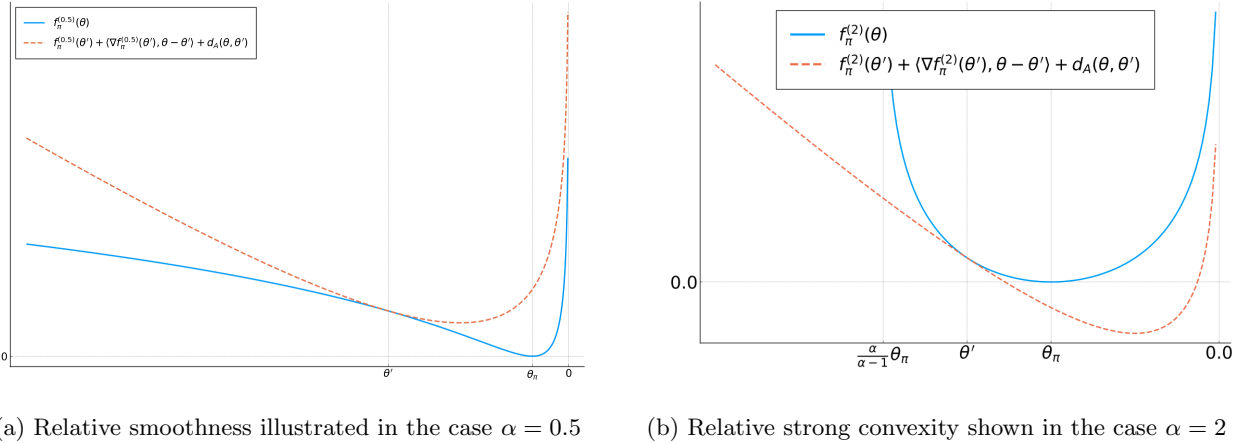 f_π^{(0.5)}(θ)
f_π^{(0.5)}(θ′) + ⟨∇f_π^{(0.5)}(θ′), θ − θ′⟩ + d_A(θ, θ′)
0
θ′
θ_π
0
(a) Relative smoothness illustrated in the case α = 0.5
f_π^{(2)}(θ)
f_π^{(2)}(θ′) + ⟨∇f_π^{(2)}(θ′), θ − θ′⟩ + d_A(θ, θ′)
0.0
\frac{α}{α−1}θ_π
θ′
θ_π
0.0
(b) Relative strong convexity shown in the case α = 2